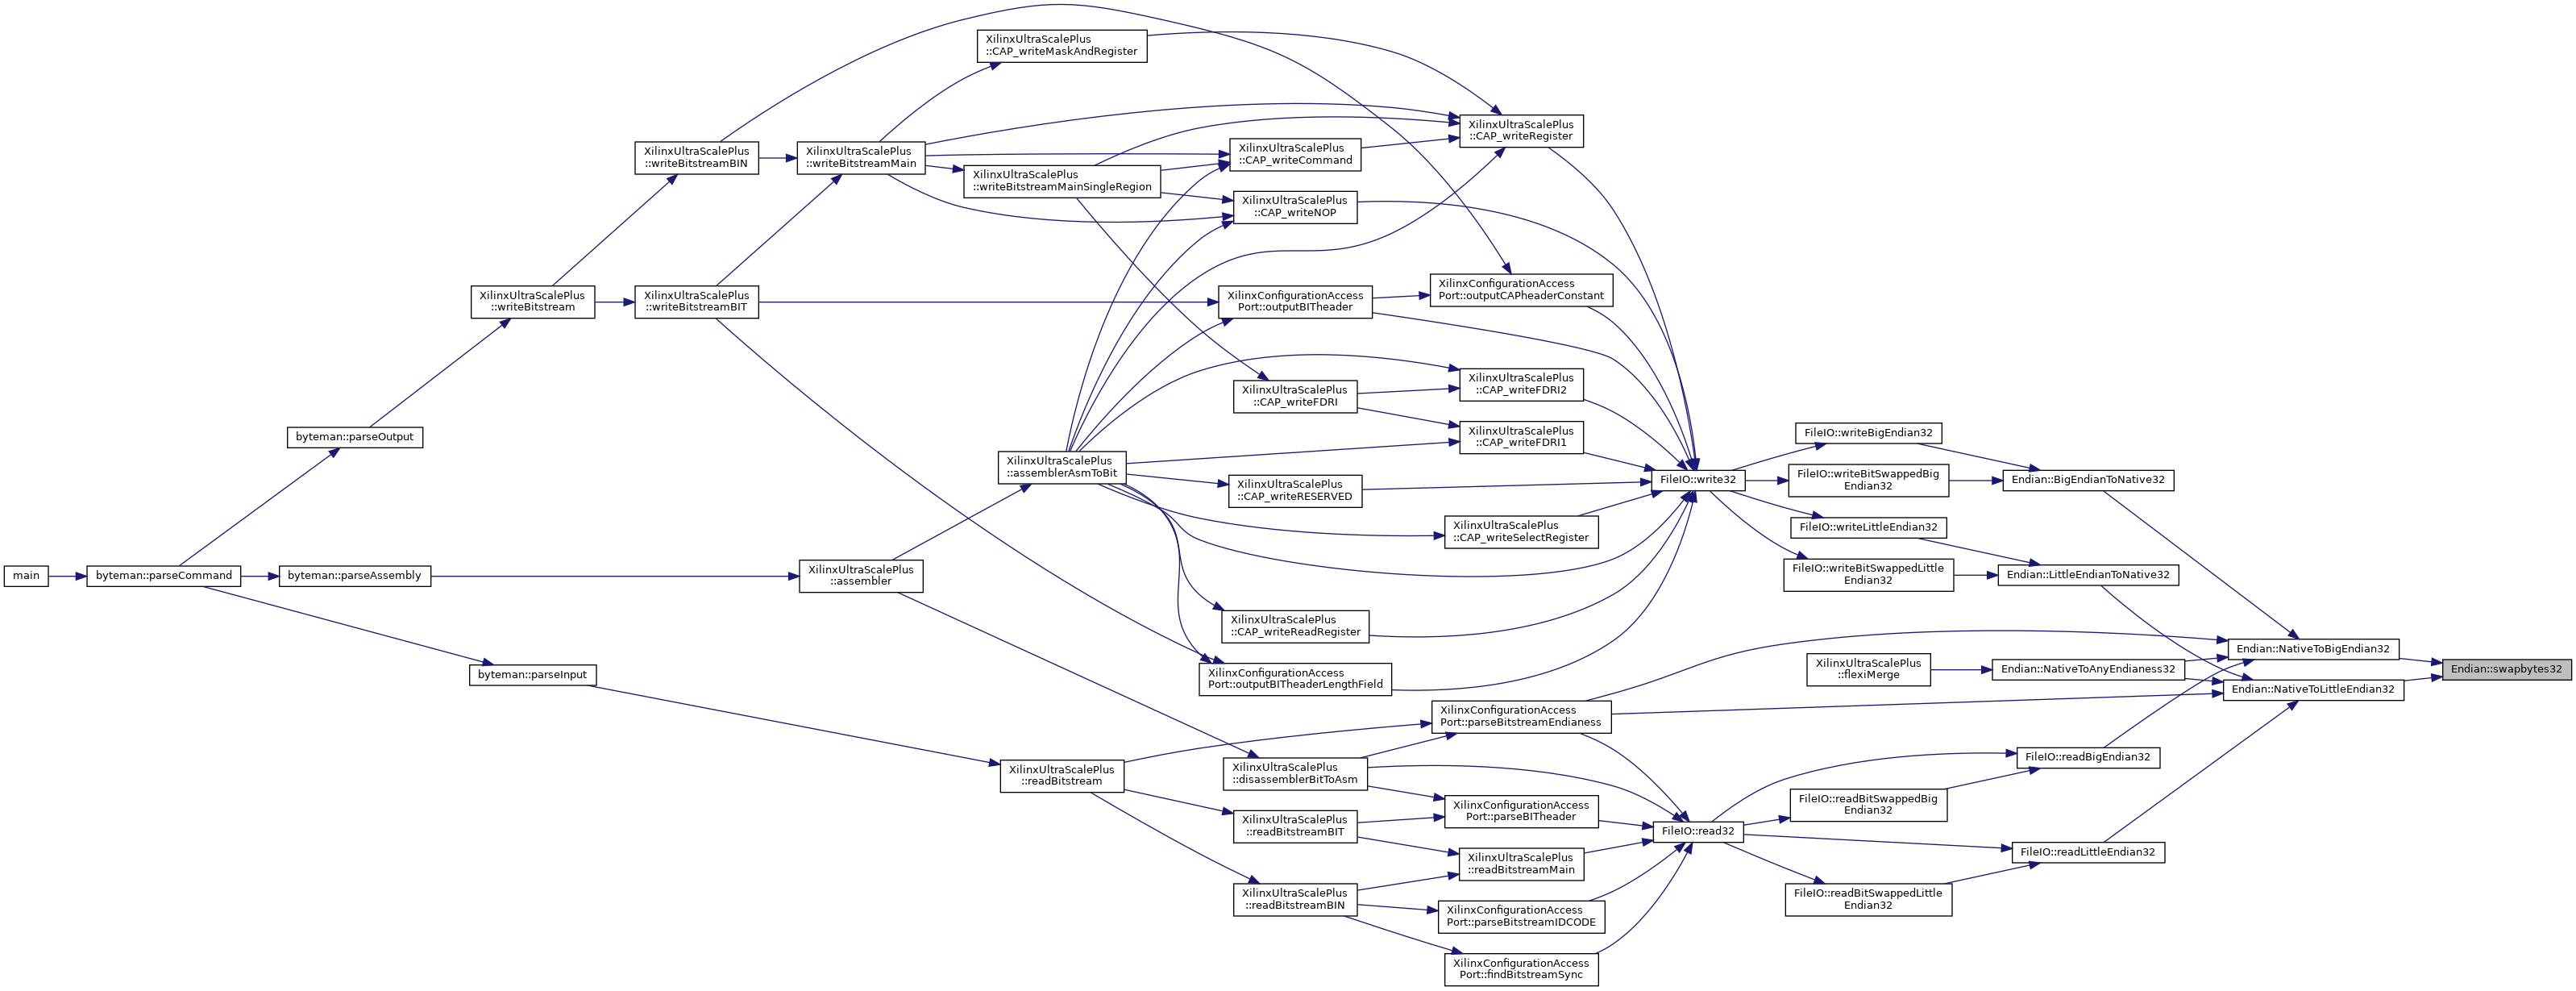 main
byteman::parseCommand
byteman::parseOutput
byteman::parseAssembly
byteman::parseInput
XilinxUltraScalePlus
::writeBitstream
XilinxUltraScalePlus
::writeBitstreamBIN
XilinxUltraScalePlus
::writeBitstreamBIT
XilinxUltraScalePlus
::writeBitstreamMain
XilinxUltraScalePlus
::assembler
XilinxUltraScalePlus
::CAP_writeMaskAndRegister
XilinxUltraScalePlus
::writeBitstreamMainSingleRegion
XilinxUltraScalePlus
::assemblerAsmToBit
XilinxUltraScalePlus
::readBitstream
XilinxUltraScalePlus
::CAP_writeCommand
XilinxUltraScalePlus
::CAP_writeNOP
XilinxConfigurationAccess
Port::outputBITheader
XilinxUltraScalePlus
::CAP_writeFDRI
XilinxUltraScalePlus
::CAP_writeRESERVED
XilinxUltraScalePlus
::CAP_writeReadRegister
XilinxConfigurationAccess
Port::outputBITheaderLengthField
XilinxUltraScalePlus
::disassemblerBitToAsm
XilinxUltraScalePlus
::readBitstreamBIT
XilinxUltraScalePlus
::readBitstreamBIN
XilinxUltraScalePlus
::CAP_writeRegister
XilinxConfigurationAccess
Port::outputCAPheaderConstant
XilinxUltraScalePlus
::CAP_writeFDRI2
XilinxUltraScalePlus
::CAP_writeFDRI1
XilinxUltraScalePlus
::CAP_writeSelectRegister
XilinxConfigurationAccess
Port::parseBitstreamEndianess
XilinxConfigurationAccess
Port::parseBITheader
XilinxUltraScalePlus
::readBitstreamMain
XilinxConfigurationAccess
Port::parseBitstreamIDCODE
XilinxConfigurationAccess
Port::findBitstreamSync
FileIO::write32
FileIO::read32
FileIO::writeBigEndian32
FileIO::writeBitSwappedBig
Endian32
FileIO::writeLittleEndian32
FileIO::writeBitSwappedLittle
Endian32
XilinxUltraScalePlus
::flexiMerge
FileIO::readBitSwappedBig
Endian32
FileIO::readBitSwappedLittle
Endian32
Endian::BigEndianToNative32
Endian::LittleEndianToNative32
Endian::NativeToAnyEndianess32
FileIO::readBigEndian32
FileIO::readLittleEndian32
Endian::NativeToBigEndian32
Endian::NativeToLittleEndian32
Endian::swapbytes32